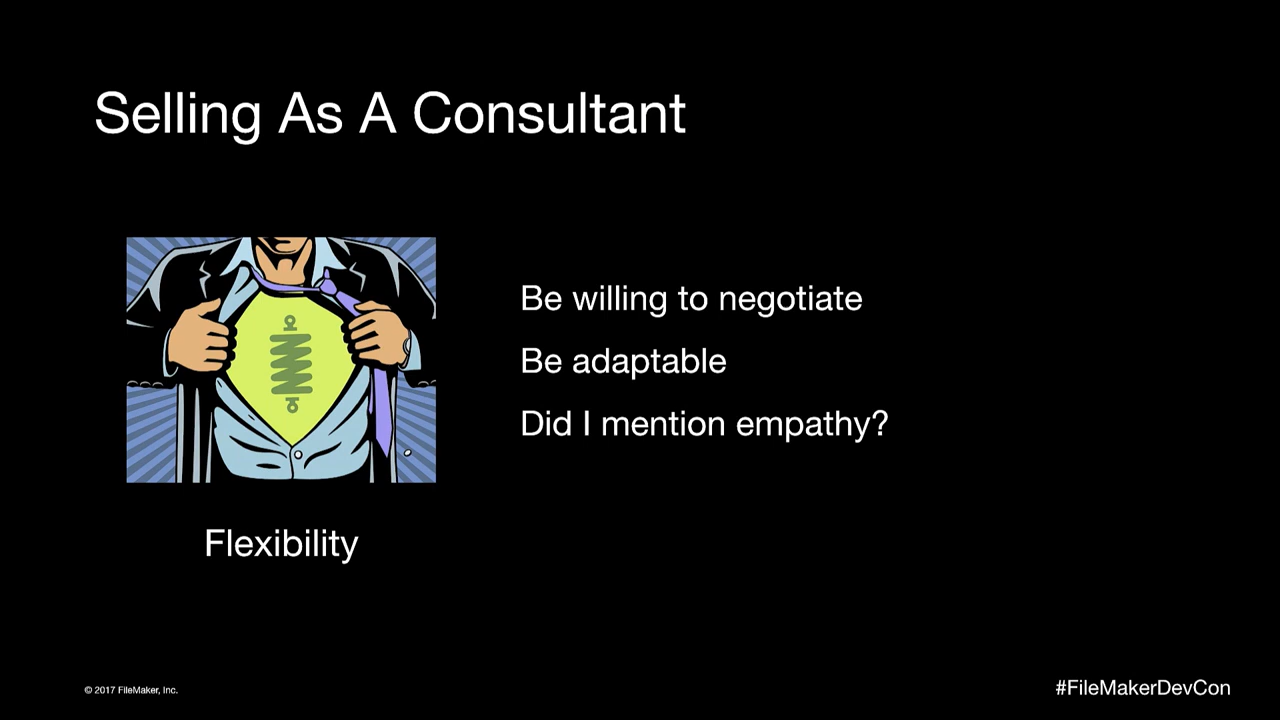 Selling As A Consultant
Be willing to negotiate
Be adaptable
Did I mention empathy?
Flexibility
© 2017 FileMaker, Inc.
#FileMakerDevCon